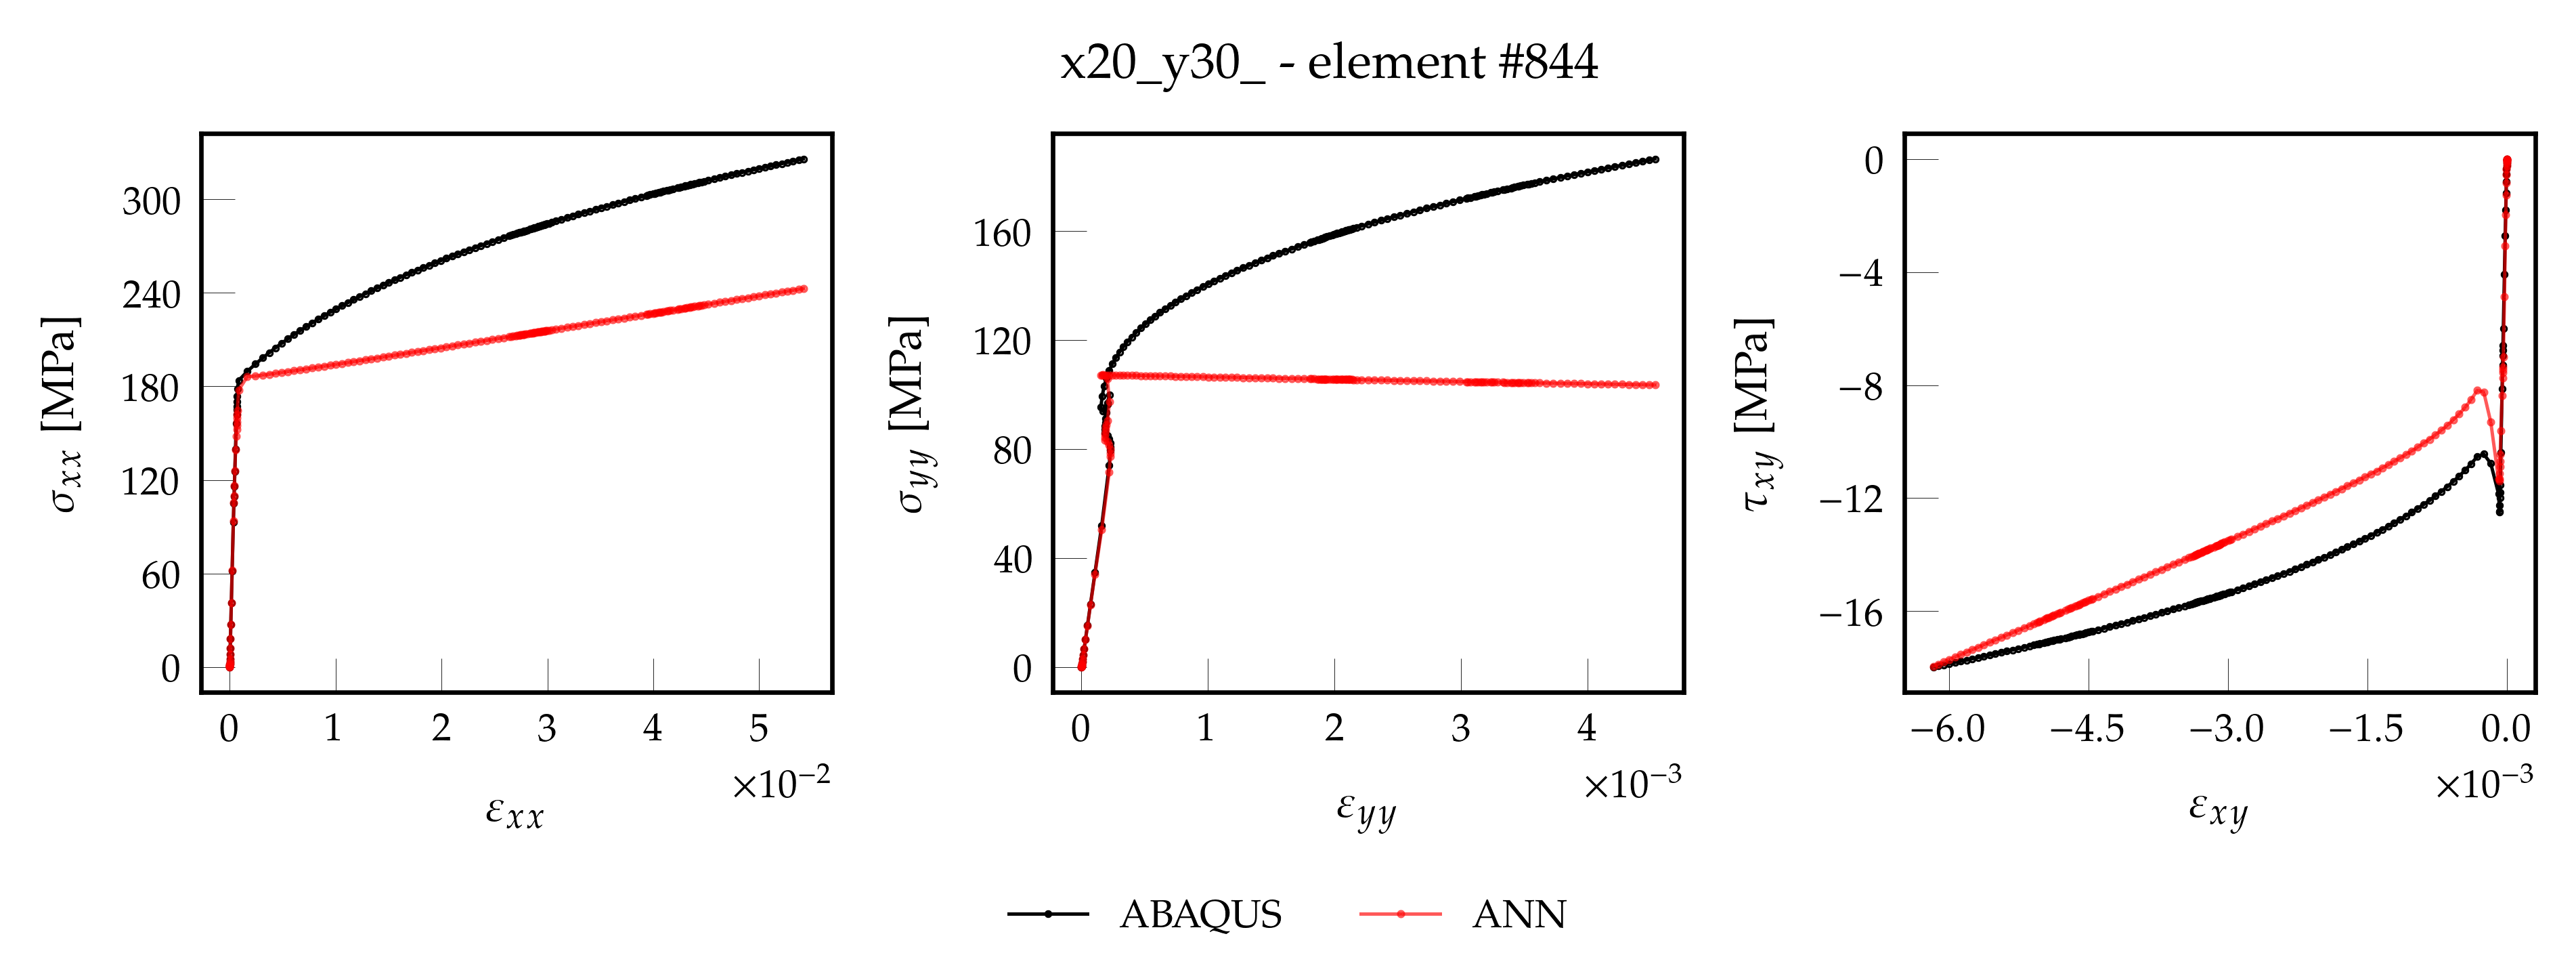 x20_y30_ - element #844
σxx [MPa]
300
240
180
120
60
0
0 1 2 3 4 5
×10⁻²
εxx
σyy [MPa]
160
120
80
40
0
0 1 2 3 4
×10⁻³
εyy
τxy [MPa]
0
−4
−8
−12
−16
−6.0 −4.5 −3.0 −1.5 0.0
×10⁻³
εxy
ABAQUS ANN